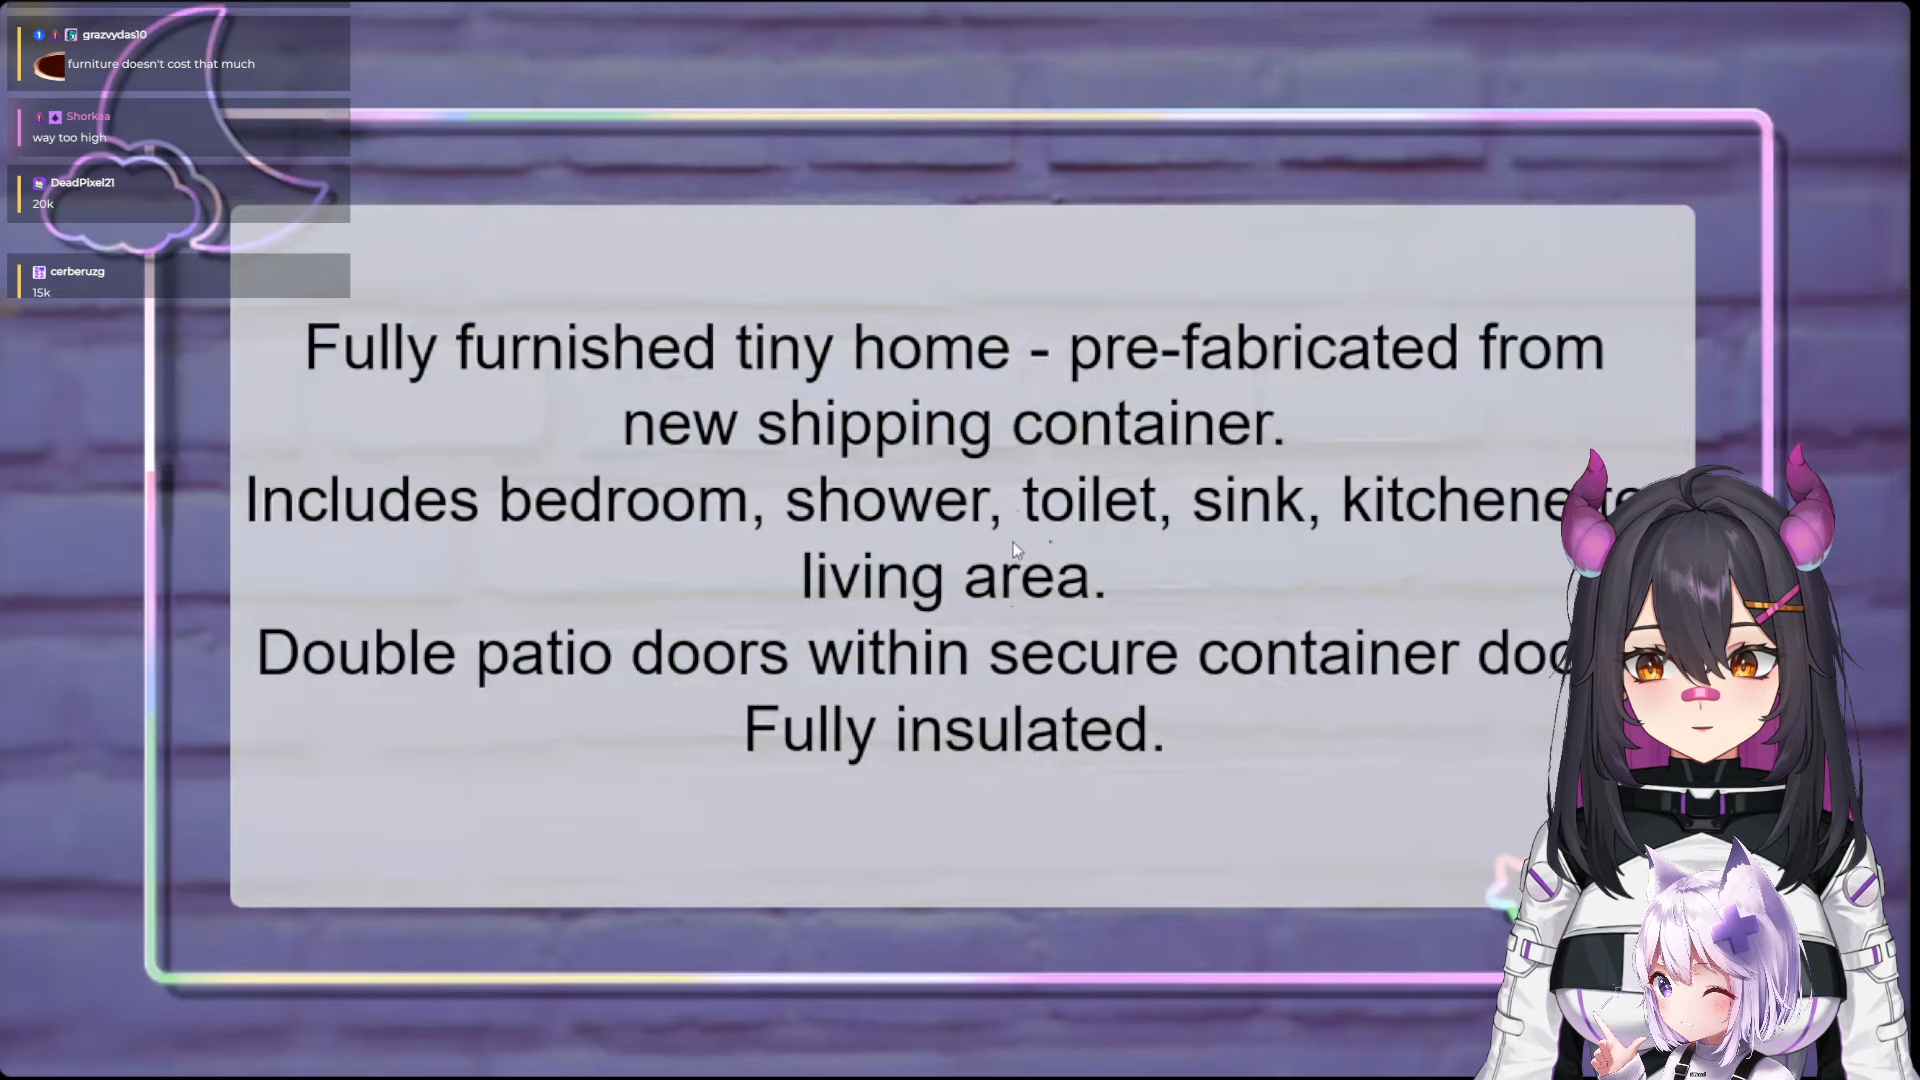 grazvydas10
furniture doesn't cost that much
Shorkaa
way too high
DeadPixel21
20k
cerberuzg
15k
Fully furnished tiny home - pre-fabricated from
new shipping container.
Includes bedroom, shower, toilet, sink,
living area.
Double patio doors within secure container
Fully insulated.